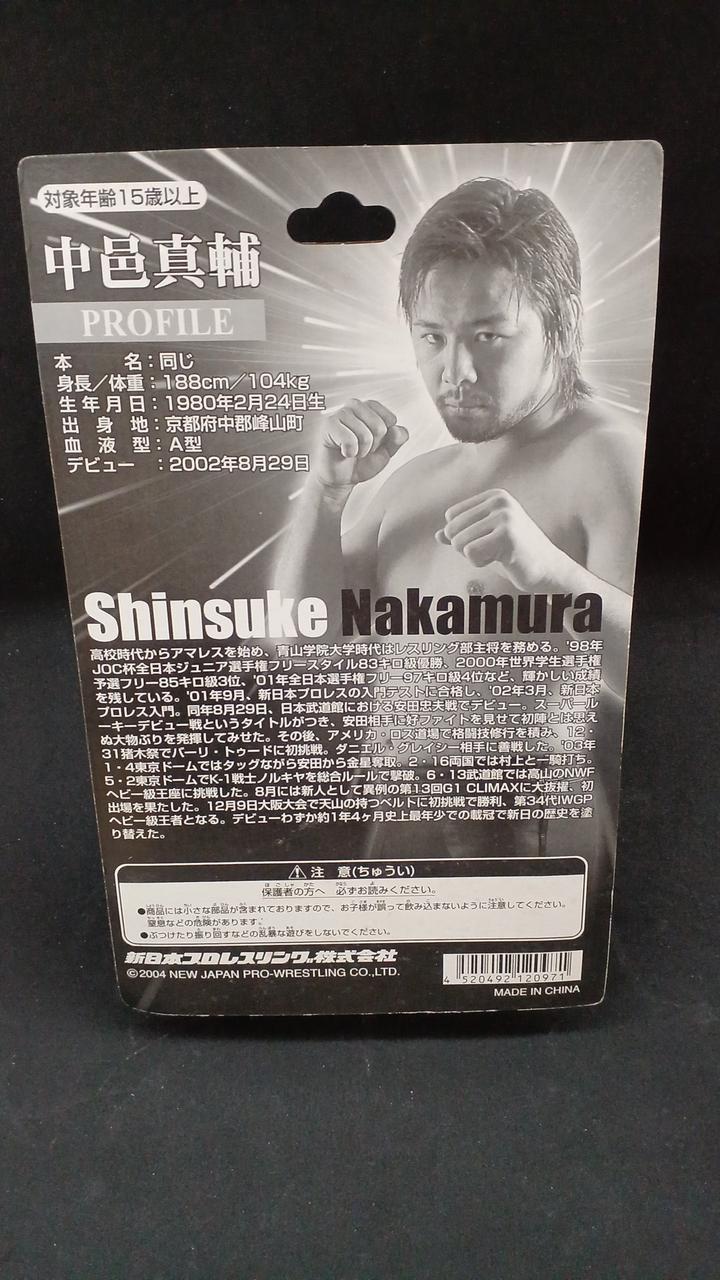 対象年齢15歳以上
中邑真輔
PROFILE
本名：同じ
身長／体重：188cm／104kg
生年月日：1980年2月24日生
出身地：京都府中郡峰山町
血液型：A型
デビュー：2002年8月29日
Shinsuke Nakamura
高校時代からアマレスを始め、青山学院大学時代はレスリング部主将を務める。'98年
JOC杯全日本ジュニア選手権フリースタイル83キロ級優勝、2000年世界学生選手権
予選フリー85キロ級3位、'01年全日本選手権フリー97キロ級4位など、輝かしい成績
を残している。'01年9月、新日本プロレスの入門テストに合格し、'02年3月、新日本
プロレス入門。同年8月29日、日本武道館における安田忠夫戦でデビュー。スーパール
ーキーデビュー戦というタイトルがつき、安田相手に好ファイトを見せて初陣とは思え
ぬ大物ぶりを発揮してみせた。その後、アメリカ・ロス道場で格闘技修行を積み、12・
31猪木祭でバーリ・トゥードに初挑戦。ダニエル・グレイシー相手に善戦した。'03年
1・4東京ドームではタッグながら安田から金星奪取。2・16両国では村上と一騎打ち。
5・2東京ドームでK-1戦士ノルキヤを総合ルールで撃破。6・13武道館では高山のNWF
ヘビー級王座に挑戦した。8月には新人として異例の第13回G1 CLIMAXに大抜擢、初
出場を果たした。12月9日大阪大会で天山の持つベルトに初挑戦で勝利、第34代IWGP
ヘビー級王者となる。デビューわずか約1年4ヶ月史上最年少での載冠で新日の歴史を塗
り替えた。
注 意(ちゅうい)
保護者の方へ 必ずお読みください。
●商品には小さな部品が含まれておりますので、お子様が誤って飲み込まないように注意してください。
窒息などの危険があります。
●ぶつけたり振り回すなどの乱暴な遊びをしないでください。
新日本プロレスリング株式会社
©2004 NEW JAPAN PRO-WRESTLING CO.,LTD.
4 520492 120971
MADE IN CHINA